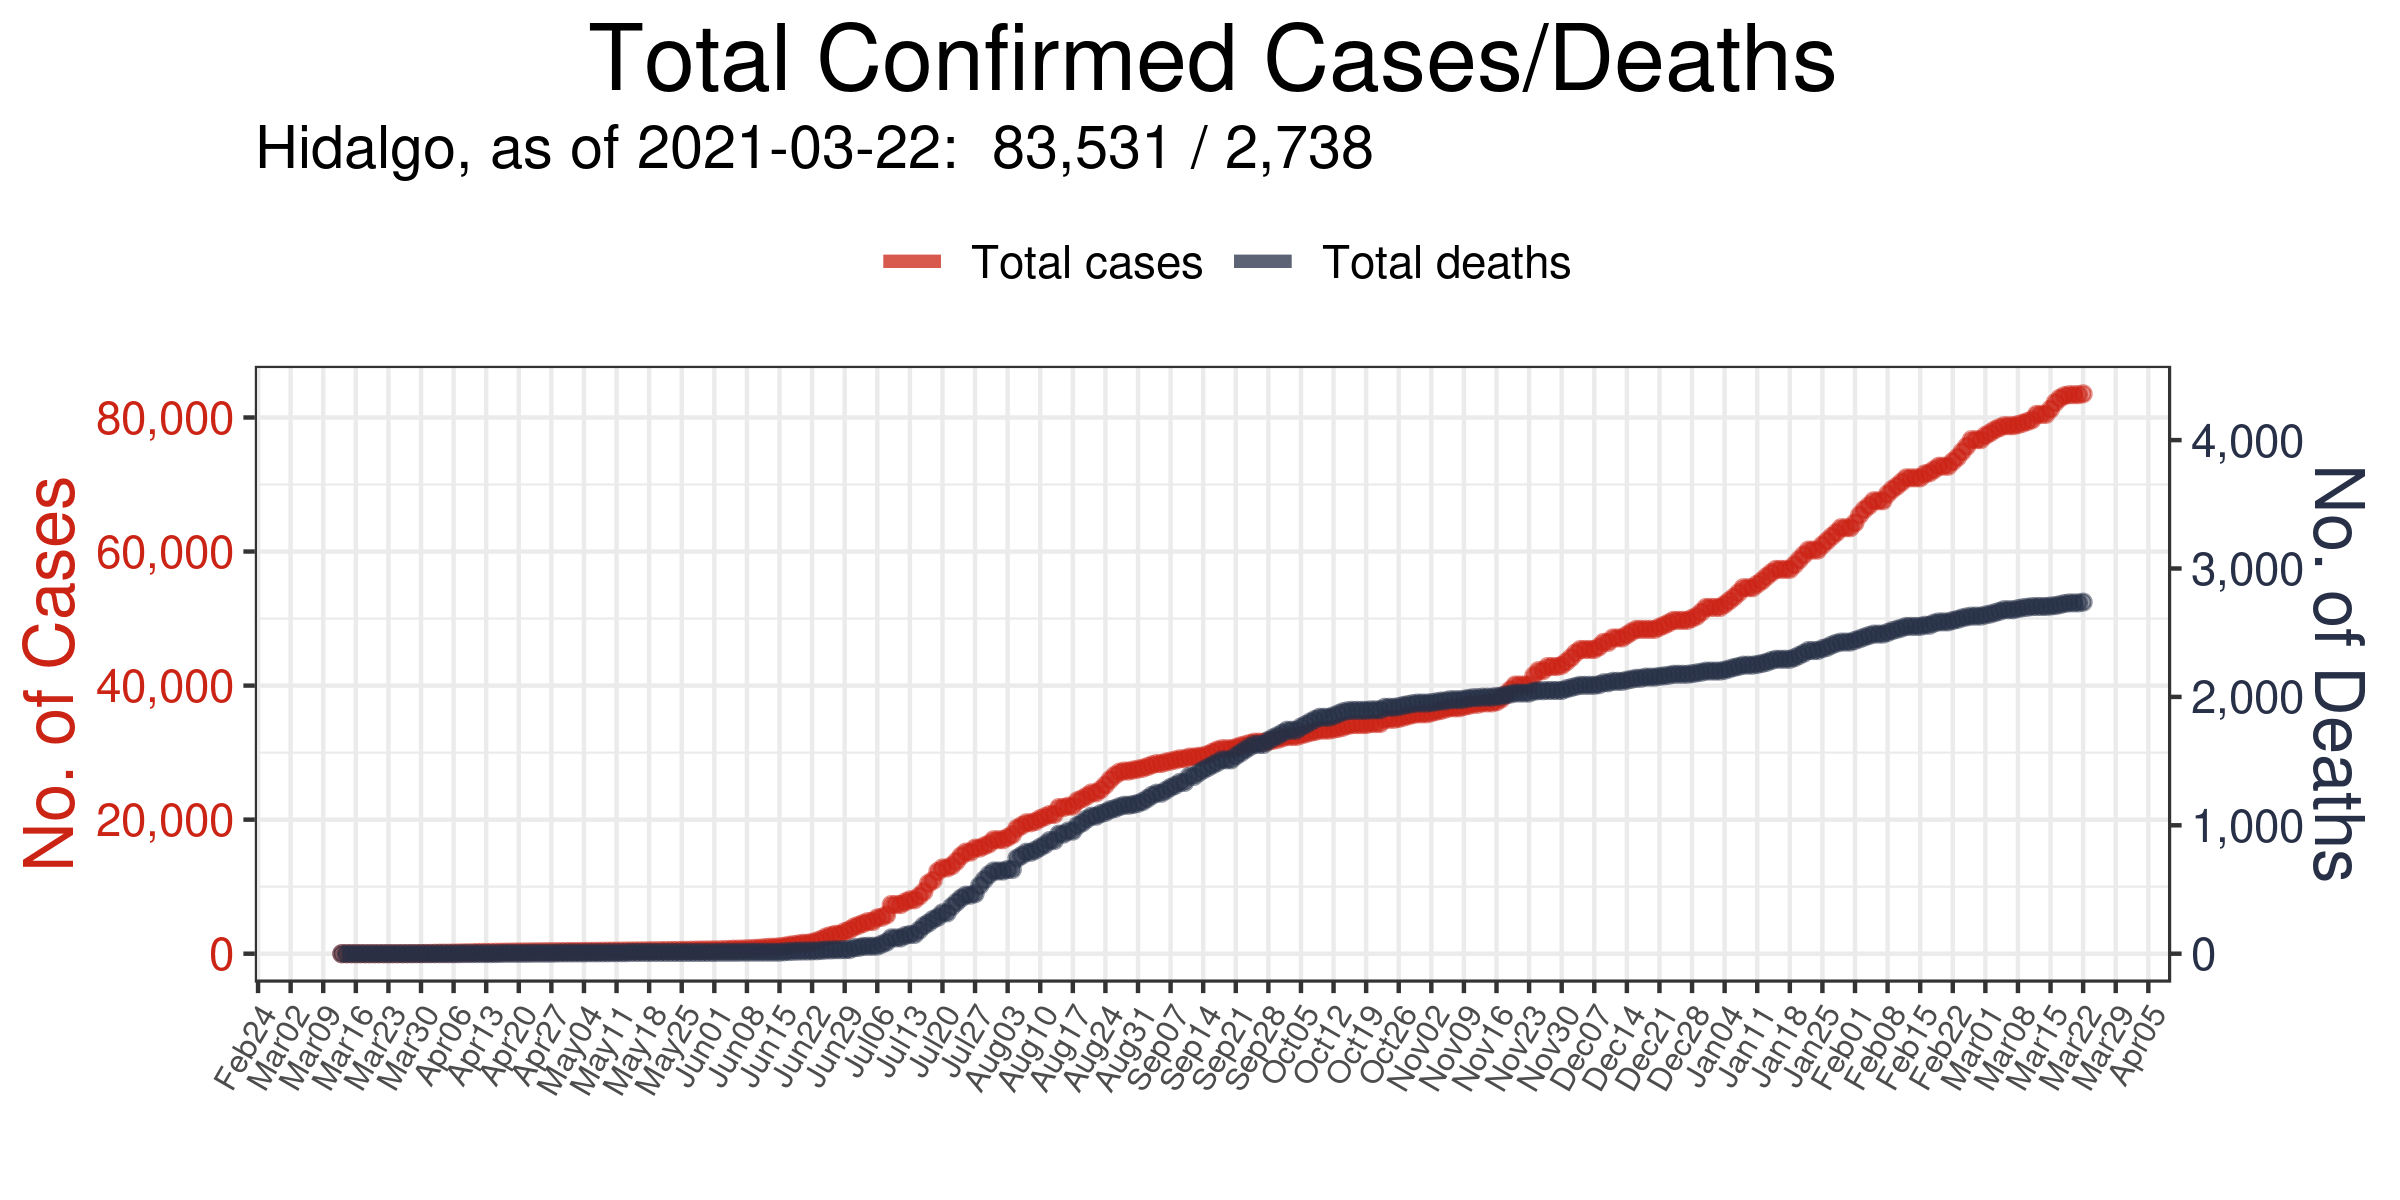 Total Confirmed Cases/Deaths
Hidalgo, as of 2021-03-22:  83,531 / 2,738
Total cases
Total deaths
No. of Cases
80,000
60,000
40,000
20,000
0
4,000
3,000
2,000
1,000
0
No. of Deaths
Feb24
Mar02
Mar09
Mar16
Mar23
Mar30
Apr06
Apr13
Apr20
Apr27
May04
May11
May18
May25
Jun01
Jun08
Jun15
Jun22
Jun29
Jul06
Jul13
Jul20
Jul27
Aug03
Aug10
Aug17
Aug24
Aug31
Sep07
Sep14
Sep21
Sep28
Oct05
Oct12
Oct19
Oct26
Nov02
Nov09
Nov16
Nov23
Nov30
Dec07
Dec14
Dec21
Dec28
Jan04
Jan11
Jan18
Jan25
Feb01
Feb08
Feb15
Feb22
Mar01
Mar08
Mar15
Mar22
Mar29
Apr05